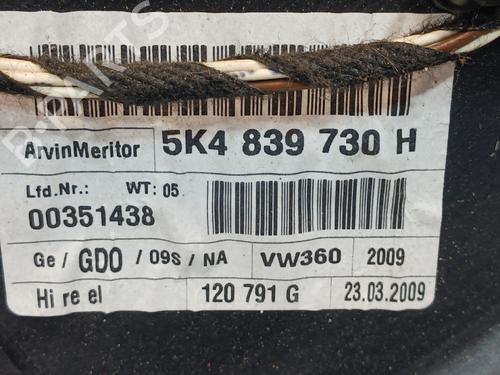 B-PARTS
ArvinMeritor 5K4 839 730 H
Lfd.Nr.: WT: 05
00351438
Ge / GDO / 09S / NA VW360 2009
Hi re el 120 791 G 23.03.2009